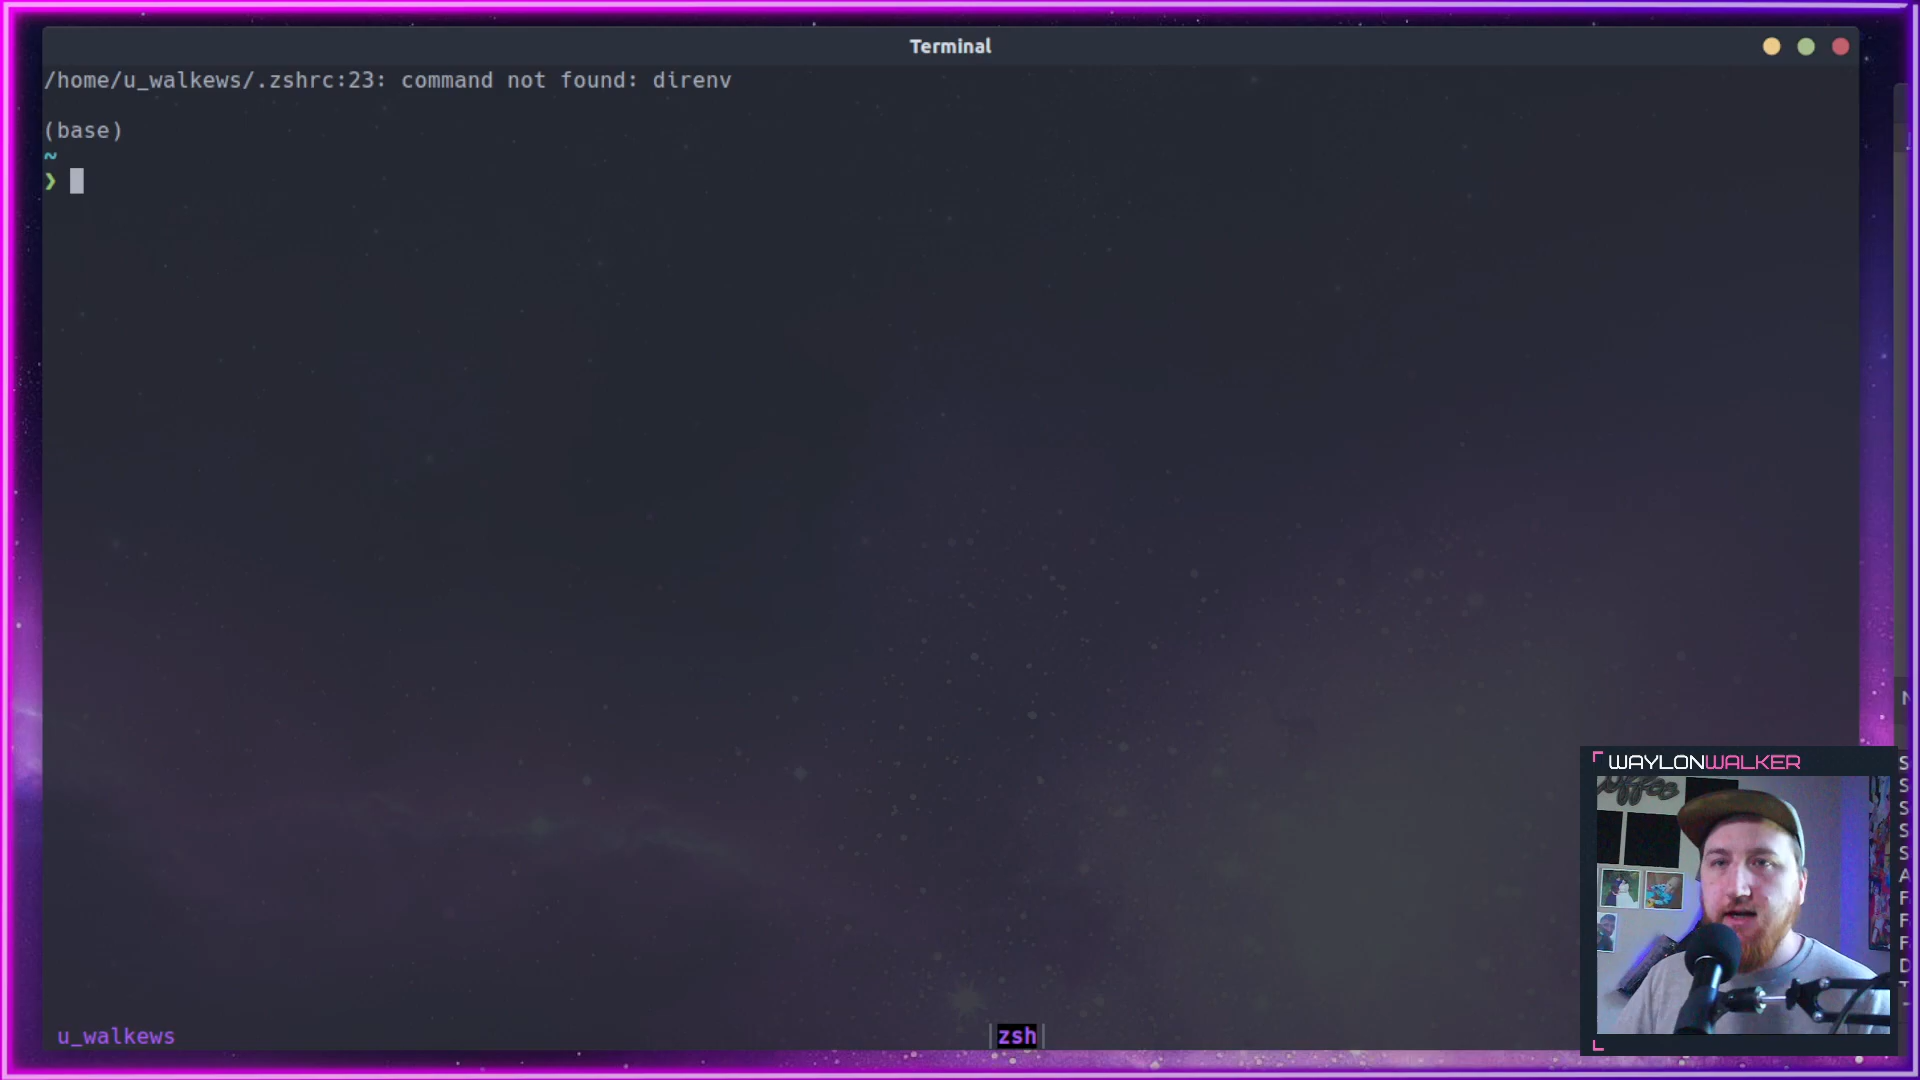 Terminal
/home/u_walkews/.zshrc:23: command not found: direnv
(base)
~
❯
WAYLONWALKER
u_walkews
|zsh|